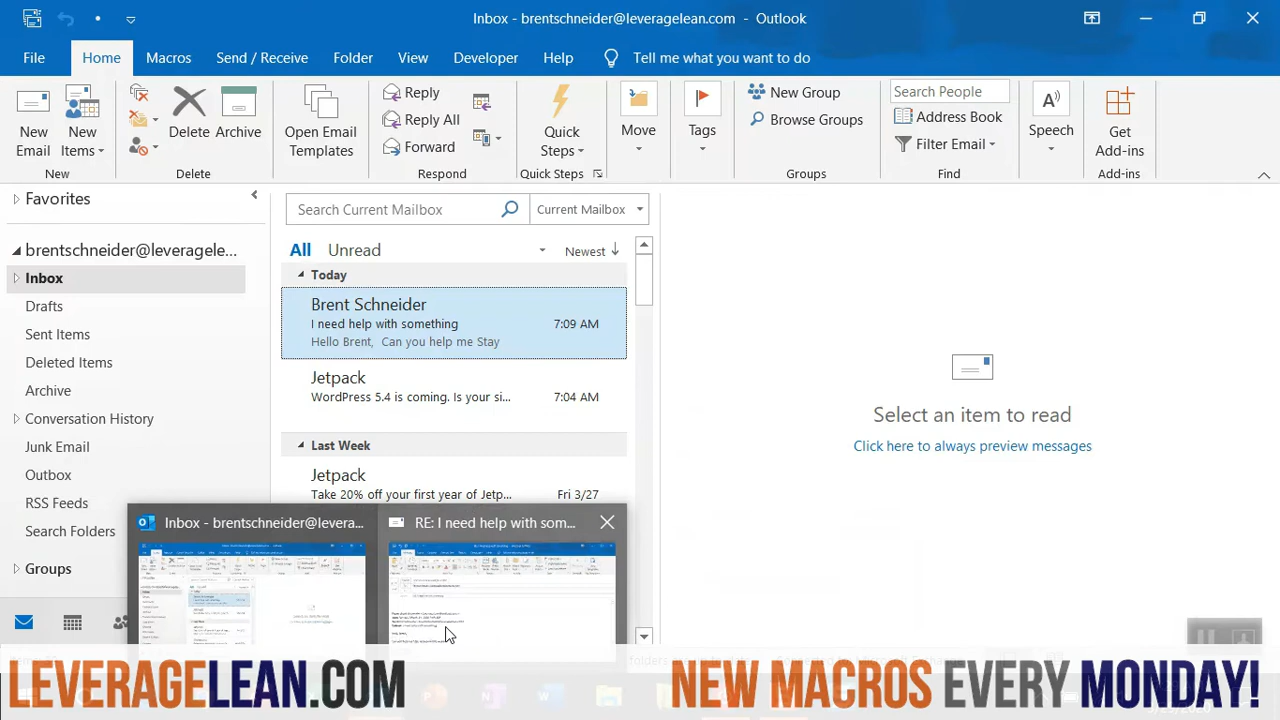 Inbox - brentschneider@leveragelean.com - Outlook
File Home Macros Send / Receive Folder View Developer Help Tell me what you want to do
New Email
New Items
New
Delete
Archive
Delete
Open Email Templates
Reply
Reply All
Forward
Respond
Quick Steps
Quick Steps
Move
Tags
New Group
Browse Groups
Groups
Search People
Address Book
Filter Email
Find
Speech
Get Add-ins
Add-ins
Favorites
brentschneider@leveragele...
Inbox
Drafts
Sent Items
Deleted Items
Archive
Conversation History
Junk Email
Outbox
RSS Feeds
Search Folders
Groups
Search Current Mailbox Current Mailbox
All Unread Newest
Today
Brent Schneider
I need help with something 7:09 AM
Hello Brent, Can you help me Stay
Jetpack
WordPress 5.4 is coming. Is your si... 7:04 AM
Last Week
Jetpack
Take 20% off your first year of Jetp... Fri 3/27
Select an item to read
Click here to always preview messages
Inbox - brentschneider@levera...
RE: I need help with som...
LEVERAGELEAN.COM
NEW MACROS EVERY MONDAY!